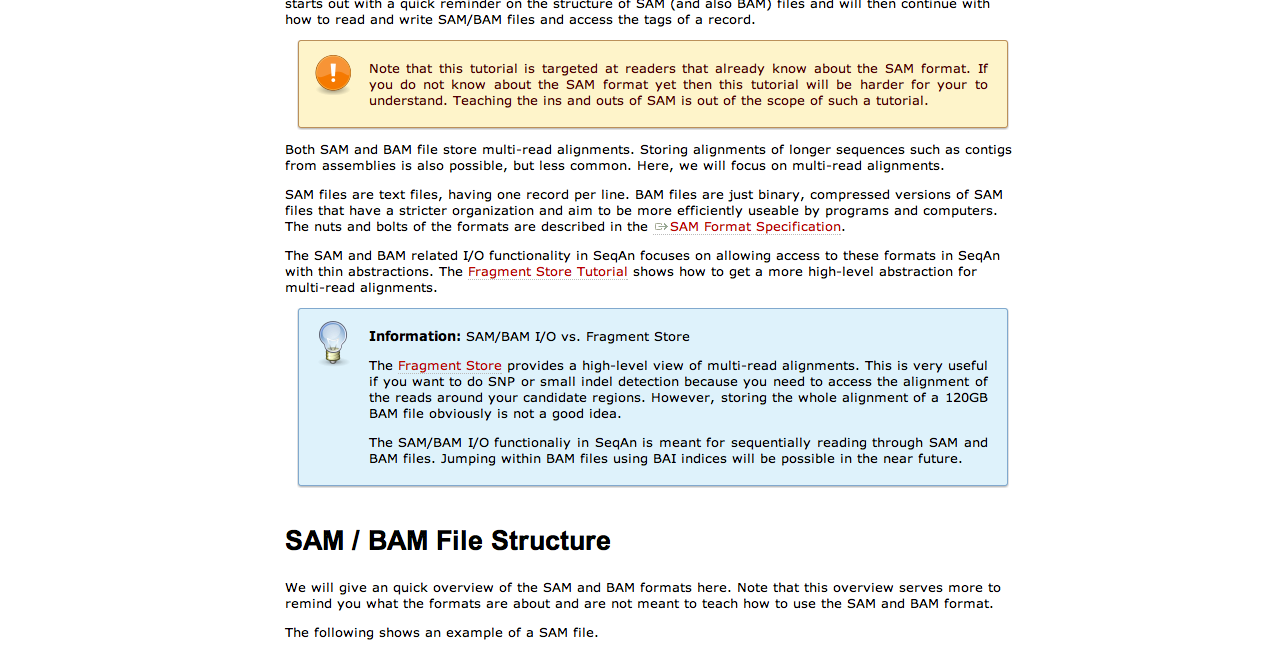 starts out with a quick reminder on the structure of SAM (and also BAM) files and will then continue with
how to read and write SAM/BAM files and access the tags of a record.
Note that this tutorial is targeted at readers that already know about the SAM format. If
you do not know about the SAM format yet then this tutorial will be harder for your to
understand. Teaching the ins and outs of SAM is out of the scope of such a tutorial.
Both SAM and BAM file store multi-read alignments. Storing alignments of longer sequences such as contigs
from assemblies is also possible, but less common. Here, we will focus on multi-read alignments.
SAM files are text files, having one record per line. BAM files are just binary, compressed versions of SAM
files that have a stricter organization and aim to be more efficiently useable by programs and computers.
The nuts and bolts of the formats are described in the SAM Format Specification.
The SAM and BAM related I/O functionality in SeqAn focuses on allowing access to these formats in SeqAn
with thin abstractions. The Fragment Store Tutorial shows how to get a more high-level abstraction for
multi-read alignments.
Information: SAM/BAM I/O vs. Fragment Store
The Fragment Store provides a high-level view of multi-read alignments. This is very useful
if you want to do SNP or small indel detection because you need to access the alignment of
the reads around your candidate regions. However, storing the whole alignment of a 120GB
BAM file obviously is not a good idea.
The SAM/BAM I/O functionaliy in SeqAn is meant for sequentially reading through SAM and
BAM files. Jumping within BAM files using BAI indices will be possible in the near future.
SAM / BAM File Structure
We will give an quick overview of the SAM and BAM formats here. Note that this overview serves more to
remind you what the formats are about and are not meant to teach how to use the SAM and BAM format.
The following shows an example of a SAM file.